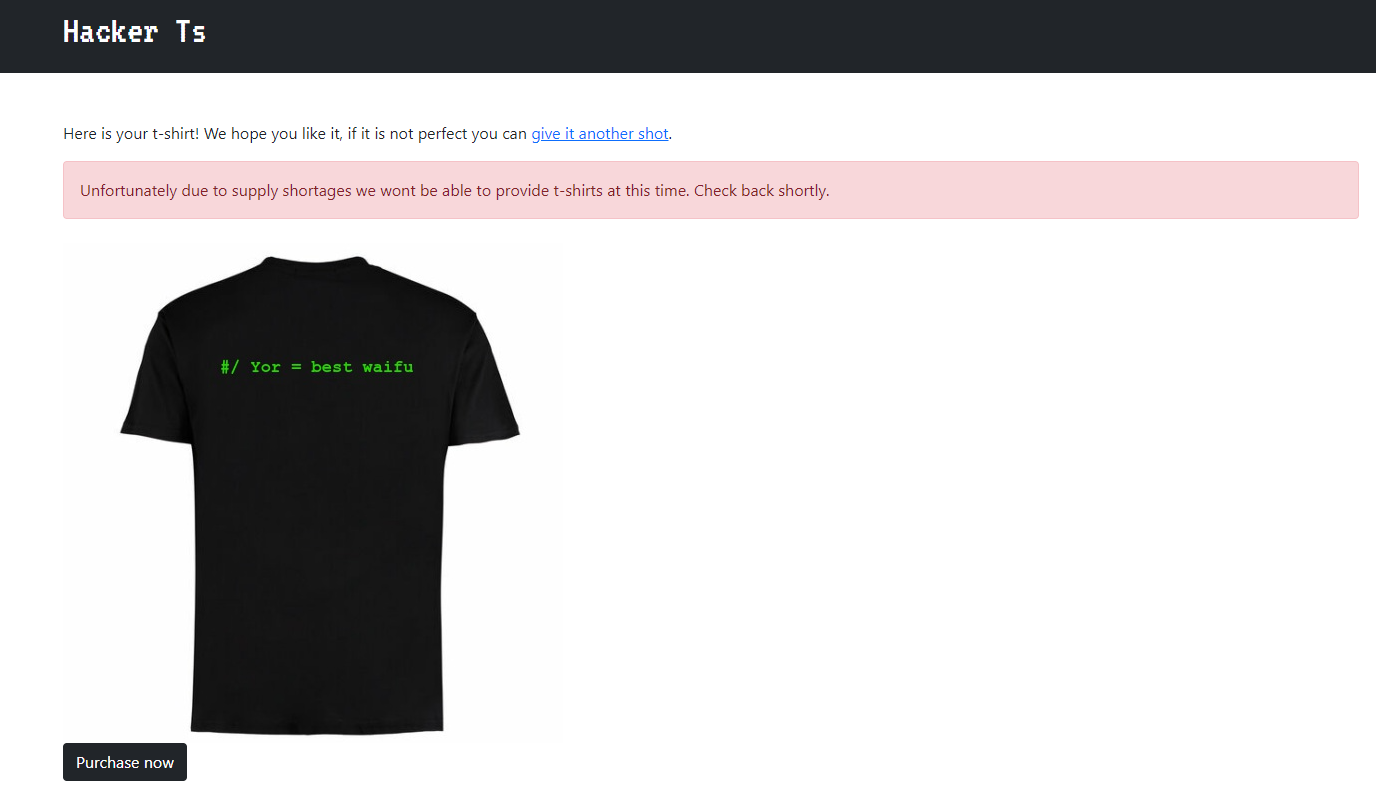 Hacker Ts
Here is your t-shirt! We hope you like it, if it is not perfect you can give it another shot.
Unfortunately due to supply shortages we wont be able to provide t-shirts at this time. Check back shortly.
#/ Yor = best waifu
Purchase now